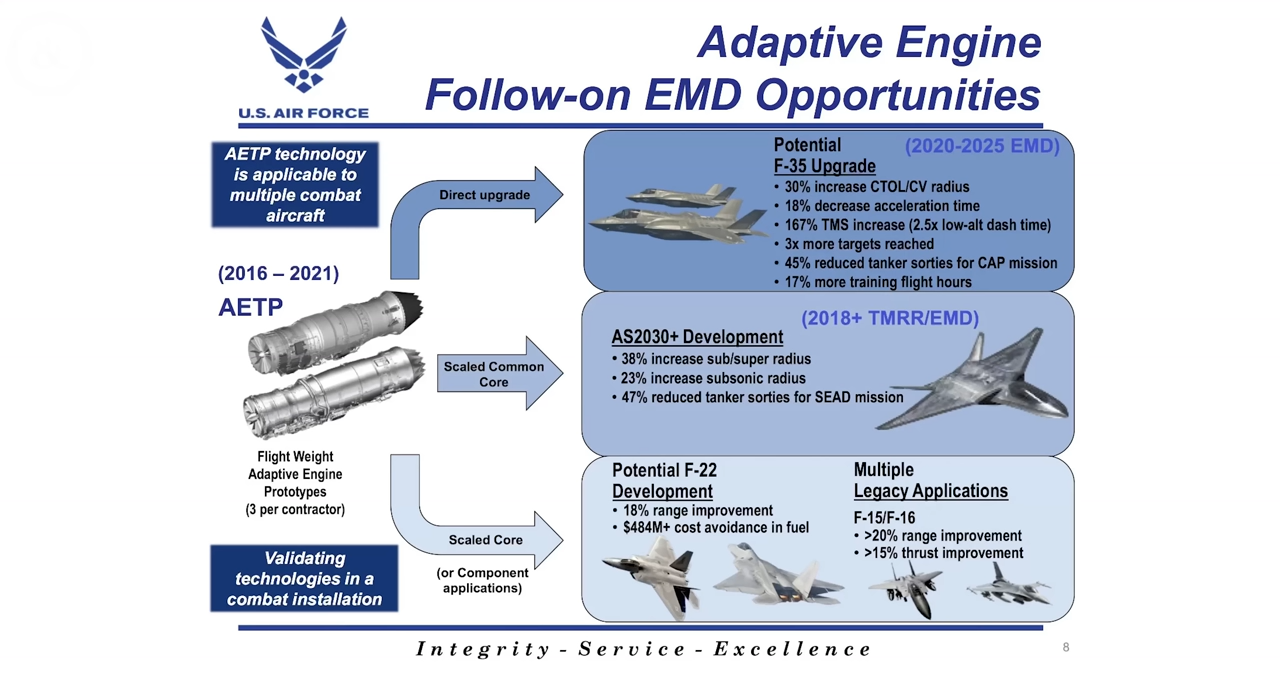 Adaptive Engine
Follow-on EMD Opportunities
U.S. AIR FORCE
AETP technology
is applicable to
multiple combat
aircraft
(2016 – 2021)
AETP
Flight Weight
Adaptive Engine
Prototypes
(3 per contractor)
Validating
technologies in a
combat installation
Direct upgrade
Potential
(2020-2025 EMD)
F-35 Upgrade
• 30% increase CTOL/CV radius
• 18% decrease acceleration time
• 167% TMS increase (2.5x low-alt dash time)
• 3x more targets reached
• 45% reduced tanker sorties for CAP mission
• 17% more training flight hours
Scaled Common
Core
(2018+ TMRR/EMD)
AS2030+ Development
• 38% increase sub/super radius
• 23% increase subsonic radius
• 47% reduced tanker sorties for SEAD mission
Scaled Core
(or Component
applications)
Potential F-22
Development
• 18% range improvement
• $484M+ cost avoidance in fuel
Multiple
Legacy Applications
F-15/F-16
• >20% range improvement
• >15% thrust improvement
Integrity - Service - Excellence
8